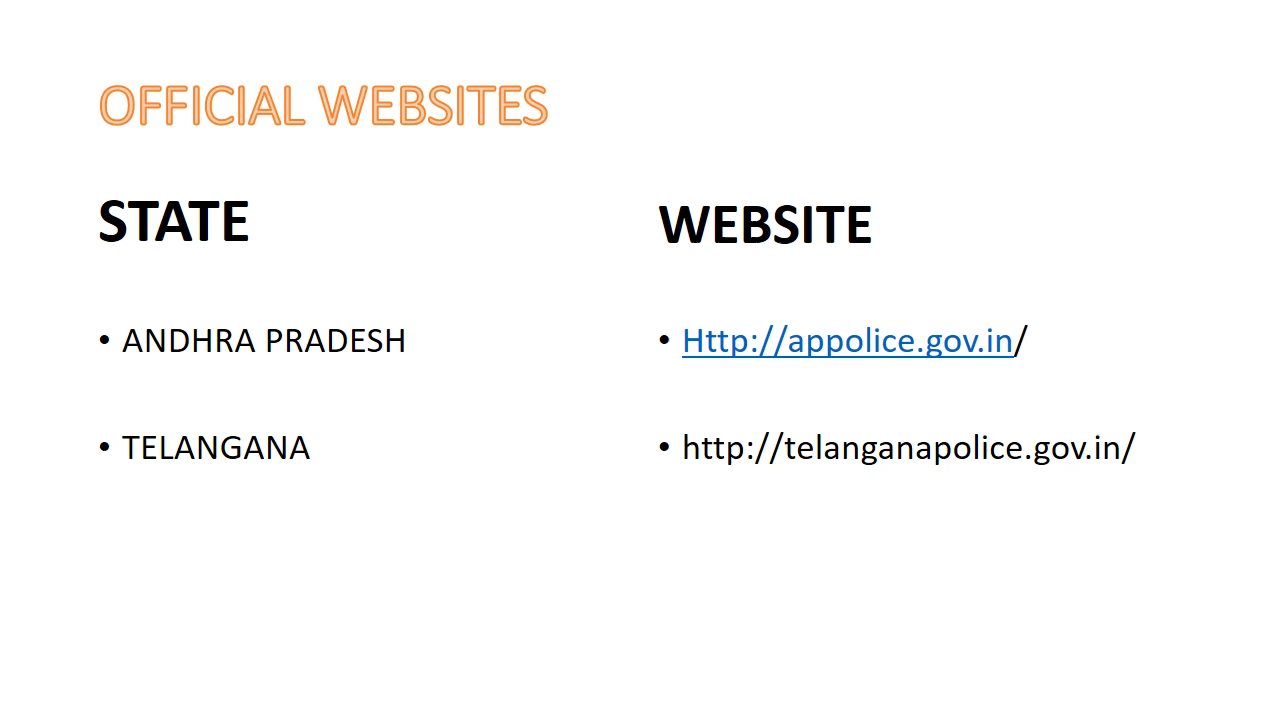 OFFICIAL WEBSITES
STATE
WEBSITE
• ANDHRA PRADESH
• Http://appolice.gov.in/
• TELANGANA
• http://telanganapolice.gov.in/